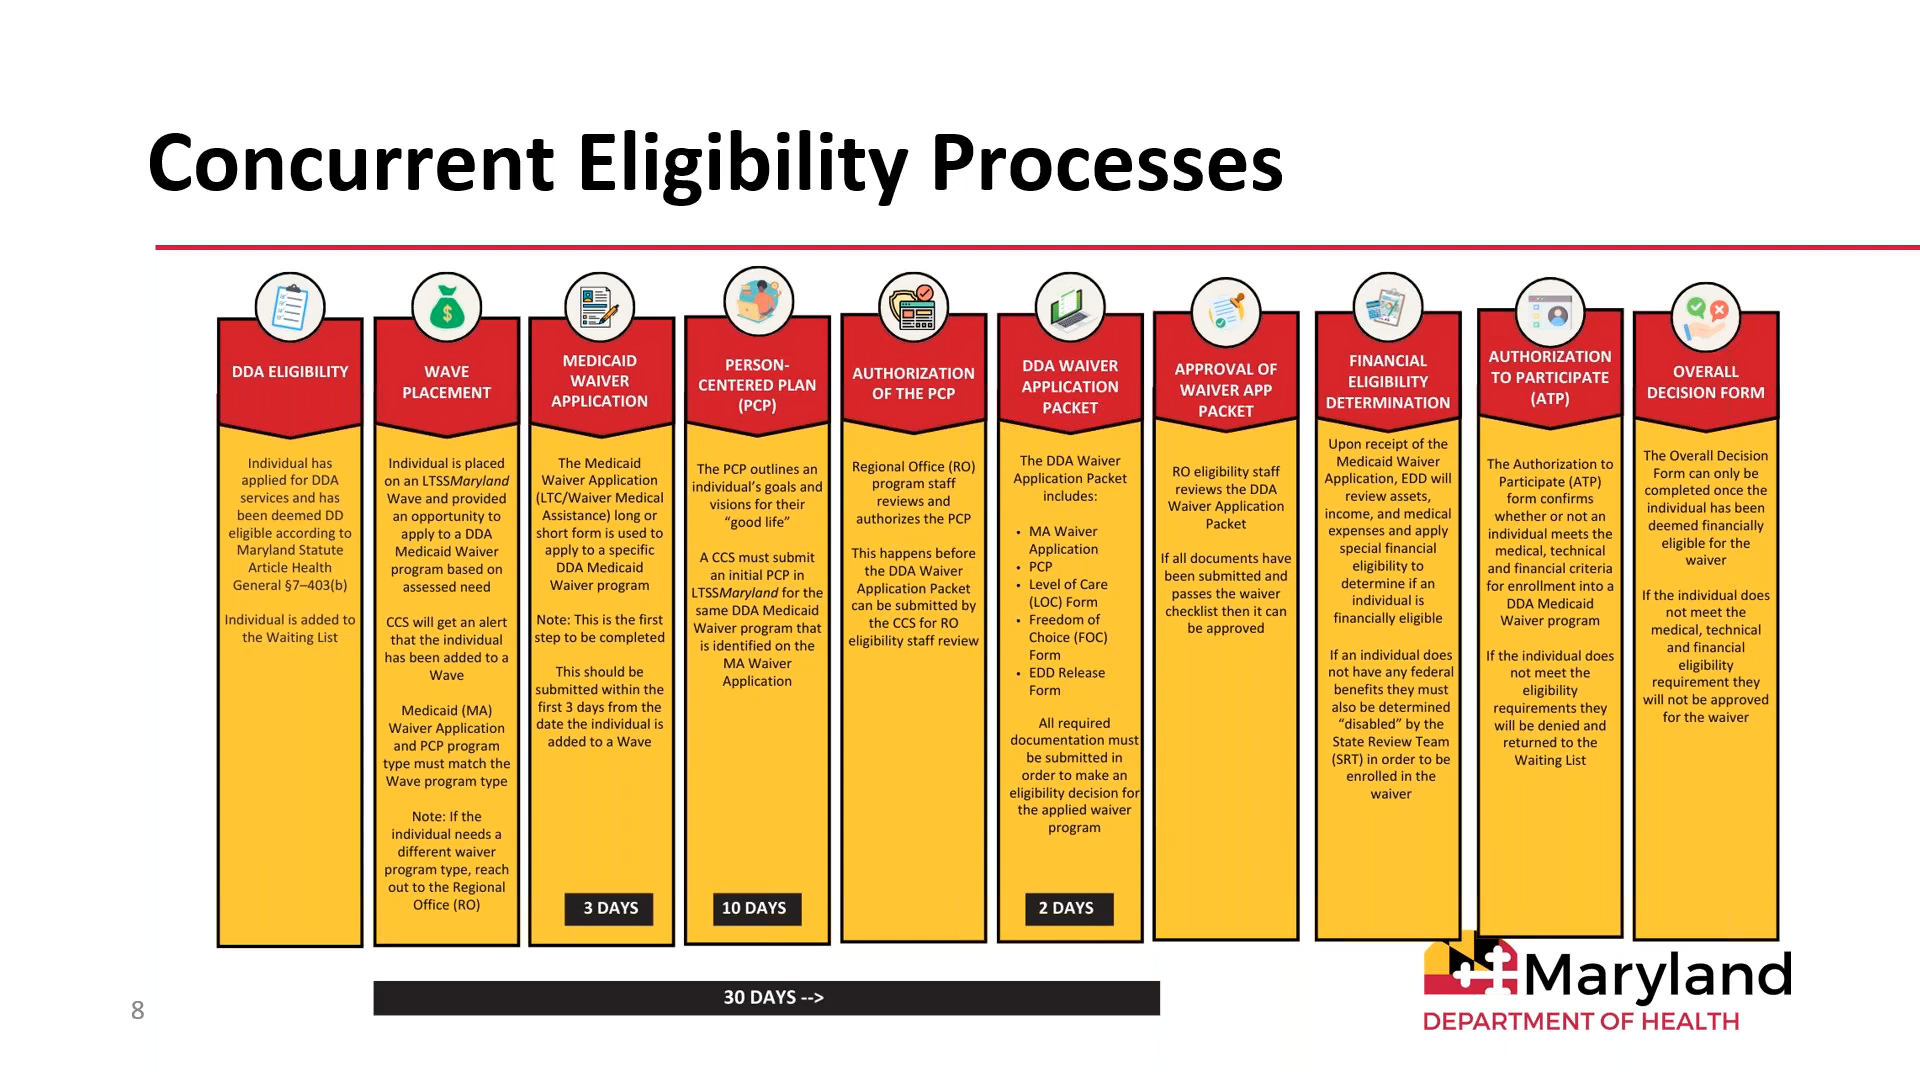 Concurrent Eligibility Processes
DDA ELIGIBILITY
Individual has
applied for DDA
services and has
been deemed DD
eligible according to
Maryland Statute
Article Health
General §7–403(b)
Individual is added to
the Waiting List
WAVE
PLACEMENT
Individual is placed
on an LTSSMaryland
Wave and provided
an opportunity to
apply to a DDA
Medicaid Waiver
program based on
assessed need
CCS will get an alert
that the individual
has been added to a
Wave
Medicaid (MA)
Waiver Application
and PCP program
type must match the
Wave program type
Note: If the
individual needs a
different waiver
program type, reach
out to the Regional
Office (RO)
MEDICAID
WAIVER
APPLICATION
The Medicaid
Waiver Application
(LTC/Waiver Medical
Assistance) long or
short form is used to
apply to a specific
DDA Medicaid
Waiver program
Note: This is the first
step to be completed
This should be
submitted within the
first 3 days from the
date the individual is
added to a Wave
3 DAYS
PERSON-
CENTERED PLAN
(PCP)
The PCP outlines an
individual's goals and
visions for their
“good life”
A CCS must submit
an initial PCP in
LTSSMaryland for the
same DDA Medicaid
Waiver program that
is identified on the
MA Waiver
Application
10 DAYS
AUTHORIZATION
OF THE PCP
Regional Office (RO)
program staff
reviews and
authorizes the PCP
This happens before
the DDA Waiver
Application Packet
can be submitted by
the CCS for RO
eligibility staff review
DDA WAIVER
APPLICATION
PACKET
The DDA Waiver
Application Packet
includes:
• MA Waiver
Application
• PCP
• Level of Care
(LOC) Form
• Freedom of
Choice (FOC)
Form
• EDD Release
Form
All required
documentation must
be submitted in
order to make an
eligibility decision for
the applied waiver
program
2 DAYS
APPROVAL OF
WAIVER APP
PACKET
RO eligibility staff
reviews the DDA
Waiver Application
Packet
If all documents have
been submitted and
passes the waiver
checklist then it can
be approved
FINANCIAL
ELIGIBILITY
DETERMINATION
Upon receipt of the
Medicaid Waiver
Application, EDD will
review assets,
income, and medical
expenses and apply
special financial
eligibility to
determine if an
individual is
financially eligible
If an individual does
not have any federal
benefits they must
also be determined
“disabled” by the
State Review Team
(SRT) in order to be
enrolled in the
waiver
AUTHORIZATION
TO PARTICIPATE
(ATP)
The Authorization to
Participate (ATP)
form confirms
whether or not an
individual meets the
medical, technical
and financial criteria
for enrollment into a
DDA Medicaid
Waiver program
If the individual does
not meet the
eligibility
requirements they
will be denied and
returned to the
Waiting List
OVERALL
DECISION FORM
The Overall Decision
Form can only be
completed once the
individual has been
deemed financially
eligible for the
waiver
If the individual does
not meet the
medical, technical
and financial
eligibility
requirement they
will not be approved
for the waiver
30 DAYS -->
8
Maryland
DEPARTMENT OF HEALTH